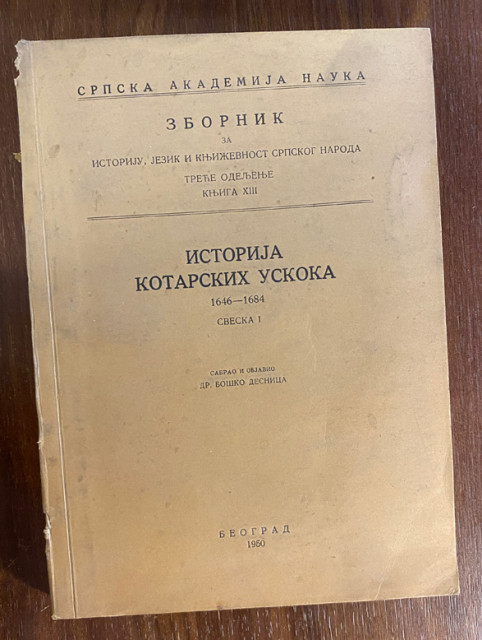 СРПСКА АКАДЕМИЈА НАУКА
ЗБОРНИК
ЗА
ИСТОРИЈУ, ЈЕЗИК И КЊИЖЕВНОСТ СРПСКОГ НАРОДА
ТРЕЋЕ ОДЕЉЕЊЕ
КЊИГА XIII
ИСТОРИЈА
КОТАРСКИХ УСКОКА
1646—1684
СВЕСКА I
САБРАО И ОБЈАВИО
ДР. БОШКО ДЕСНИЦА
БЕОГРАД
1950